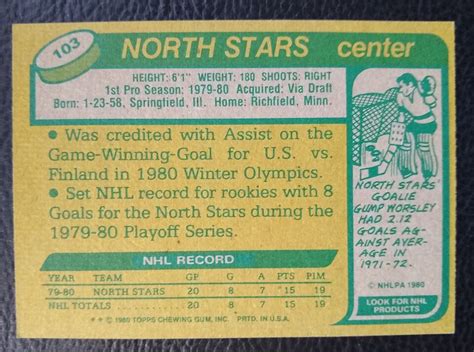 103
NORTH STARS center
HEIGHT: 6'1" WEIGHT: 180 SHOOTS: RIGHT
1st Pro Season: 1979-80 Acquired: Via Draft
Born: 1-23-58, Springfield, Ill. Home: Richfield, Minn.
• Was credited with Assist on the
Game-Winning-Goal for U.S. vs.
Finland in 1980 Winter Olympics.
• Set NHL record for rookies with 8
Goals for the North Stars during the
1979-80 Playoff Series.
NHL RECORD
YEAR TEAM GP G A PTS PIM
79-80 NORTH STARS 20 8 7 15 19
NHL TOTALS 20 8 7 15 19
** © 1980 TOPPS CHEWING GUM, INC. PRTD. IN U.S.A.
NORTH STARS'
GOALIE
GUMP WORSLEY
HAD 2.12
GOALS AG-
AINST AVER-
AGE IN
1971-72.
© NHLPA 1980
LOOK FOR NHL
PRODUCTS